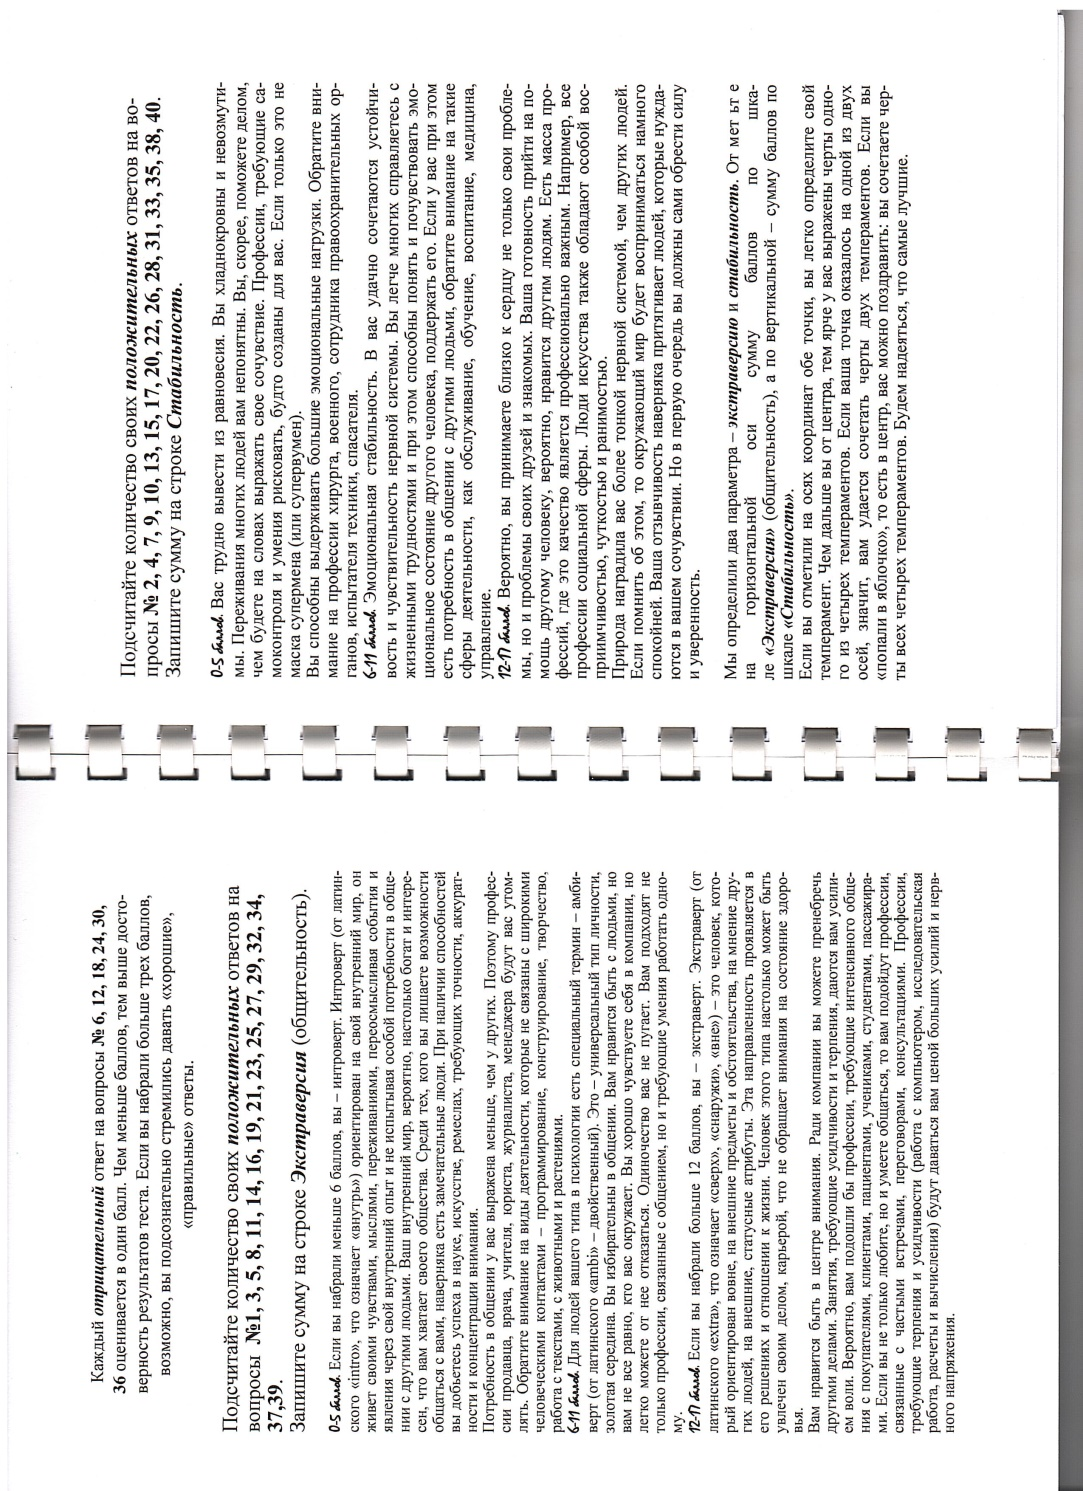 Каждый отрицательный ответ на вопросы № 6, 12, 18, 24, 30,
36 оценивается в один балл. Чем меньше баллов, тем выше досто-
верность результатов теста. Если вы набрали больше трех баллов,
возможно, вы подсознательно стремились давать «хорошие»,
«правильные» ответы.
Подсчитайте количество своих положительных ответов на
вопросы №1, 3, 5, 8, 11, 14, 16, 19, 21, 23, 25, 27, 29, 32, 34,
37,39.
Запишите сумму на строке Экстраверсия (общительность).
0-5 баллов. Если вы набрали меньше 6 баллов, вы – интроверт. Интроверт (от латин-
ского «intro», что означает «внутрь») ориентирован на свой внутренний мир, он
живет своими чувствами, мыслями, переживаниями, переосмысливая события и
явления через свой внутренний опыт и не испытывая особой потребности в обще-
нии с другими людьми. Ваш внутренний мир, вероятно, настолько богат и интере-
сен, что вам хватает своего общества. Среди тех, кого вы лишаете возможности
общаться с вами, наверняка есть замечательные люди. При наличии способностей
вы добьетесь успеха в науке, искусстве, ремеслах, требующих точности, аккурат-
ности и концентрации внимания.
Потребность в общении у вас выражена меньше, чем у других. Поэтому профес-
сии продавца, врача, учителя, юриста, журналиста, менеджера будут вас утом-
лять. Обратите внимание на виды деятельности, которые не связаны с широкими
человеческими контактами – программирование, конструирование, творчество,
работа с текстами, с животными и растениями.
6-11 баллов. Для людей вашего типа в психологии есть специальный термин – амби-
верт (от латинского «ambi» – двойственный). Это – универсальный тип личности,
золотая середина. Вы избирательны в общении. Вам нравится быть с людьми, но
вам не все равно, кто вас окружает. Вы хорошо чувствуете себя в компании, но
легко можете от нее отказаться. Одиночество вас не пугает. Вам подходят не
только профессии, связанные с общением, но и требующие умения работать одно-
му.
12-17 баллов. Если вы набрали больше 12 баллов, вы – экстраверт. Экстраверт (от
латинского «extra», что означает «сверх», «снаружи», «вне») – это человек, кото-
рый ориентирован вовне, на внешние предметы и обстоятельства, на мнение дру-
гих людей, на внешние, статусные атрибуты. Эта направленность проявляется в
его решениях и отношении к жизни. Человек этого типа настолько может быть
увлечен своим делом, карьерой, что не обращает внимания на состояние здоро-
вья.
Вам нравится быть в центре внимания. Ради компании вы можете пренебречь
другими делами. Занятия, требующие усидчивости и терпения, даются вам усили-
ем воли. Вероятно, вам подошли бы профессии, требующие интенсивного обще-
ния с покупателями, клиентами, пациентами, учениками, студентами, пассажира-
ми. Если вы не только любите, но и умеете общаться, то вам подойдут профессии,
связанные с частыми встречами, переговорами, консультациями. Профессии,
требующие терпения и усидчивости (работа с компьютером, исследовательская
работа, расчеты и вычисления) будут даваться вам ценой больших усилий и нерв-
ного напряжения.
Подсчитайте количество своих положительных ответов на во-
просы № 2, 4, 7, 9, 10, 13, 15, 17, 20, 22, 26, 28, 31, 33, 35, 38, 40.
Запишите сумму на строке Стабильность.
0-5 баллов. Вас трудно вывести из равновесия. Вы хладнокровны и невозмути-
мы. Переживания многих людей вам непонятны. Вы, скорее, поможете делом,
чем будете на словах выражать свое сочувствие. Профессии, требующие са-
моконтроля и умения рисковать, будто созданы для вас. Если только это не
маска супермена (или супервумен).
Вы способны выдерживать большие эмоциональные нагрузки. Обратите вни-
мание на профессии хирурга, военного, сотрудника правоохранительных ор-
ганов, испытателя техники, спасателя.
6-11 баллов. Эмоциональная стабильность. В вас удачно сочетаются устойчи-
вость и чувствительность нервной системы. Вы легче многих справляетесь с
жизненными трудностями и при этом способны понять и почувствовать эмо-
циональное состояние другого человека, поддержать его. Если у вас при этом
есть потребность в общении с другими людьми, обратите внимание на такие
сферы деятельности, как обслуживание, обучение, воспитание, медицина,
управление.
12-17 баллов. Вероятно, вы принимаете близко к сердцу не только свои пробле-
мы, но и проблемы своих друзей и знакомых. Ваша готовность прийти на по-
мощь другому человеку, вероятно, нравится другим людям. Есть масса про-
фессий, где это качество является профессионально важным. Например, все
профессии социальной сферы. Люди искусства также обладают особой вос-
приимчивостью, чуткостью и ранимостью.
Природа наградила вас более тонкой нервной системой, чем других людей.
Если помнить об этом, то окружающий мир будет восприниматься намного
спокойней. Ваша отзывчивость наверняка притягивает людей, которые нужда-
ются в вашем сочувствии. Но в первую очередь вы должны сами обрести силу
и уверенность.
Мы определили два параметра – экстраверсию и стабильность. От мет ьт е
на горизонтальной оси сумму баллов по шка-
ле «Экстраверсия» (общительность), а по вертикальной – сумму баллов по
шкале «Стабильность».
Если вы отметили на осях координат обе точки, вы легко определите свой
темперамент. Чем дальше вы от центра, тем ярче у вас выражены черты одно-
го из четырех темпераментов. Если ваша точка оказалось на одной из двух
осей, значит, вам удается сочетать черты двух темпераментов. Если вы
«попали в яблочко», то есть в центр, вас можно поздравить: вы сочетаете чер-
ты всех четырех темпераментов. Будем надеяться, что самые лучшие.